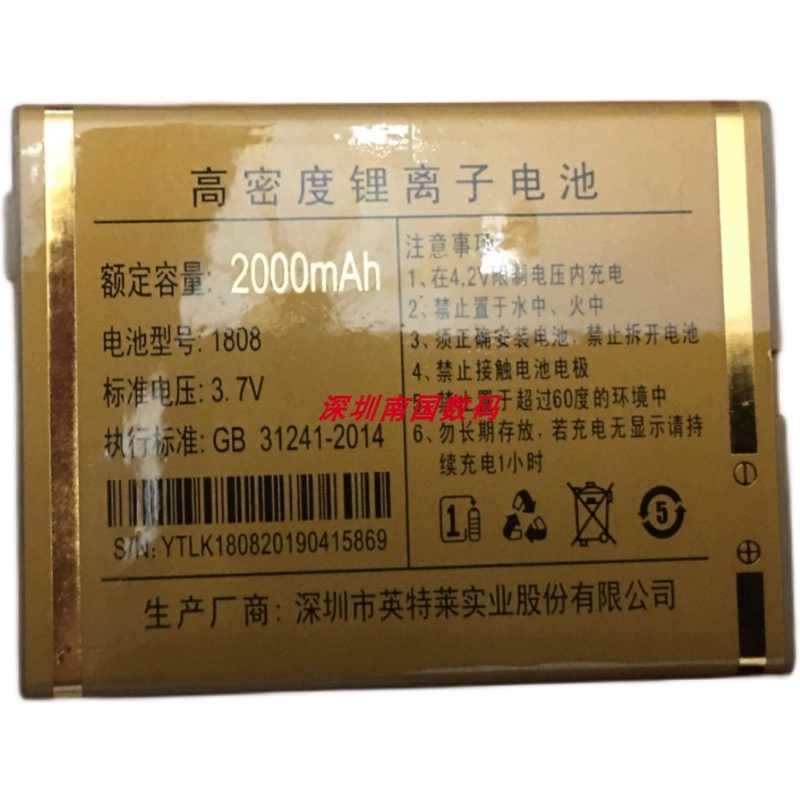 高密度锂离子电池
额定容量: 2000mAh
电池型号: 1808
标准电压: 3.7V
执行标准: GB 31241-2014
S/N: YTLK180820190415869
注意事项
1、在4.2V限制电压内充电
2、禁止置于水中、火中
3、须正确安装电池、禁止拆开电池
4、禁止接触电池电极
5、禁止置于超过60度的环境中
6、勿长期存放，若充电无显示请持
续充电1小时
深圳南国数码
1
5
生产厂商: 深圳市英特莱实业股份有限公司